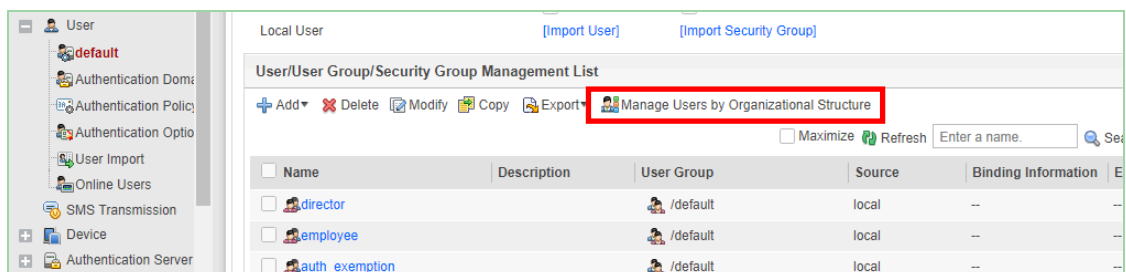 User
default
Authentication Doma
Authentication Policy
Authentication Optio
User Import
Online Users
SMS Transmission
Device
Authentication Server
Local User [Import User] [Import Security Group]
User/User Group/Security Group Management List
Add Delete Modify Copy Export Manage Users by Organizational Structure
Maximize Refresh Enter a name. Sea
Name Description User Group Source Binding Information E
director /default local -- --
employee /default local -- --
auth_exemption /default local -- --